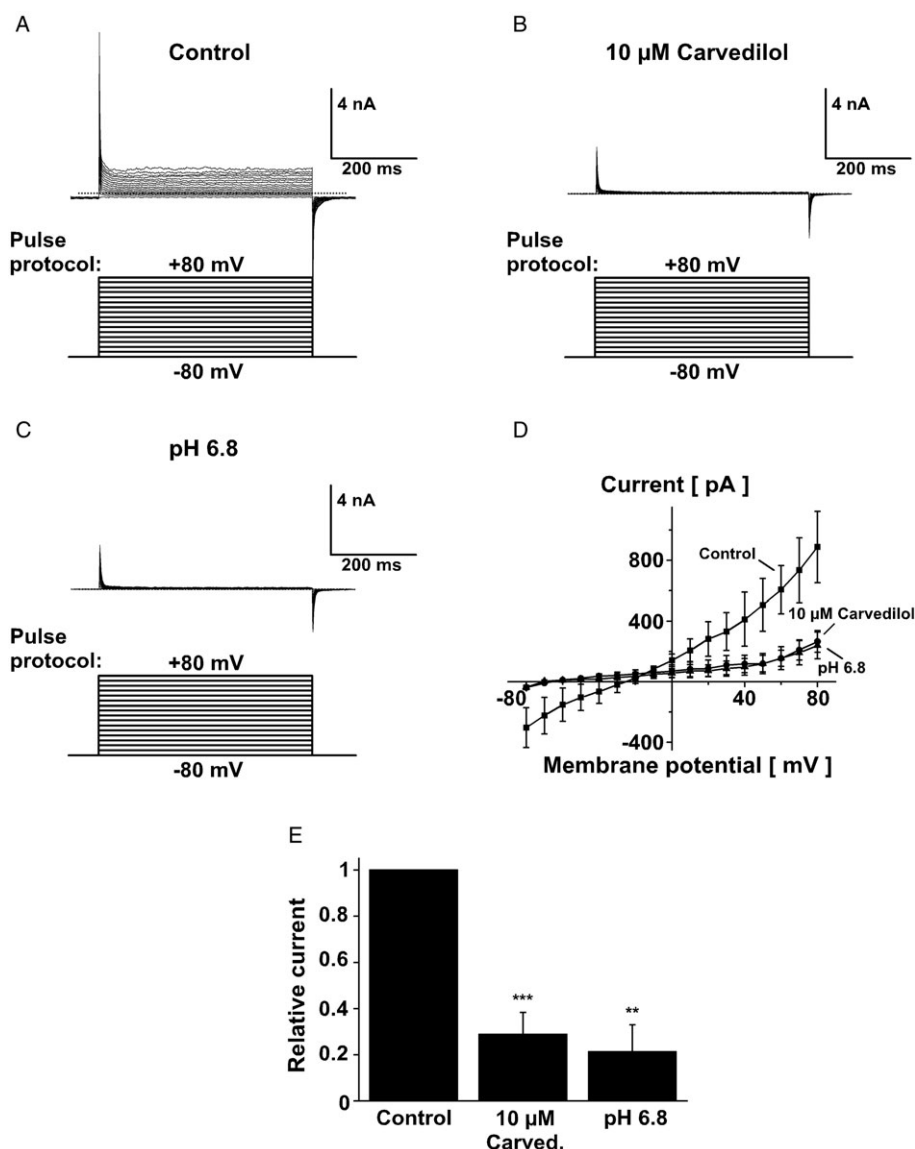 A
Control
4 nA
200 ms
Pulse
protocol:
+80 mV
-80 mV
B
10 µM Carvedilol
4 nA
200 ms
Pulse
protocol:
+80 mV
-80 mV
C
pH 6.8
4 nA
200 ms
Pulse
protocol:
+80 mV
-80 mV
D
Current [ pA ]
800
400
-400
-80
40
80
Control
10 µM Carvedilol
pH 6.8
Membrane potential [ mV ]
E
Relative current
1
0.8
0.6
0.4
0.2
0
***
**
Control
10 µM
Carved.
pH 6.8